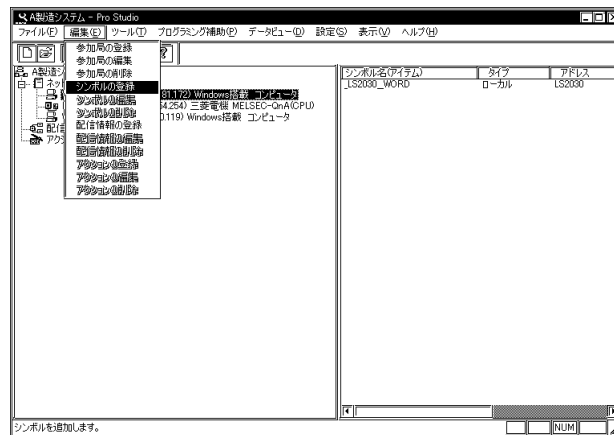 A製造システム - Pro Studio
ファイル(F) 編集(E) ツール(T) プログラミング補助(P) データビュー(D) 設定(S) 表示(V) ヘルプ(H)
参加局の登録
参加局の編集
参加局の削除
シンボルの登録
シンボルの編集
シンボルの削除
配信情報の登録
配信情報の編集
配信情報の削除
アクションの登録
アクションの編集
アクションの削除
A製造シ
ネッ
81.172) Windows搭載 コンピュータ
54.254) 三菱電機 MELSEC-QnA(CPU)
0.119) Windows搭載 コンピュータ
配信
アク
シンボル名(アイテム) タイプ アドレス
_LS2030_WORD ローカル LS2030
シンボルを追加します。
NUM